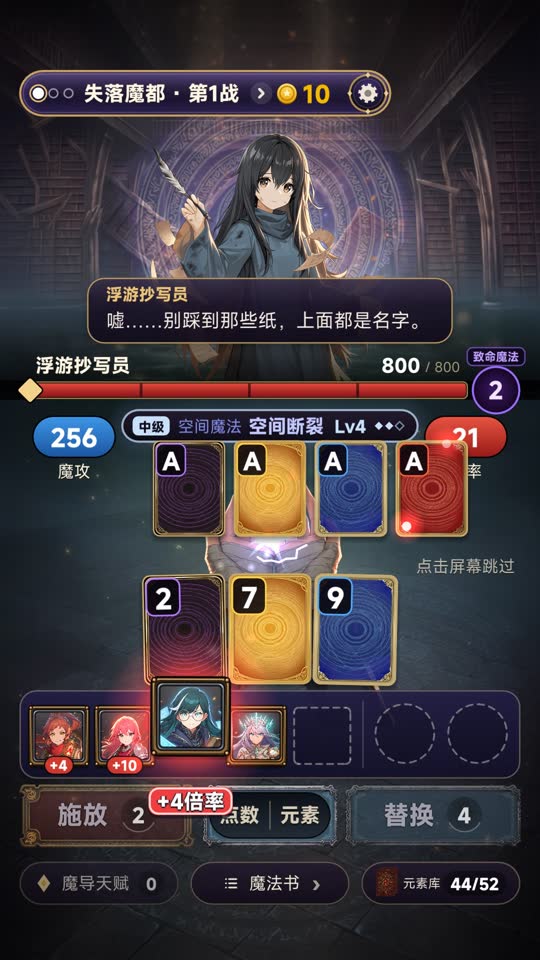 失落魔都 · 第1战 › 10
浮游抄写员
嘘……别踩到那些纸，上面都是名字。
浮游抄写员
800 / 800
致命魔法
2
256
魔攻
中级 空间魔法 空间断裂 Lv4
21
率
A A A A
点击屏幕跳过
2 7 9
+4 +10
+4倍率
施放 2
点数 | 元素
替换 4
魔导天赋 0
魔法书 ›
元素库 44/52